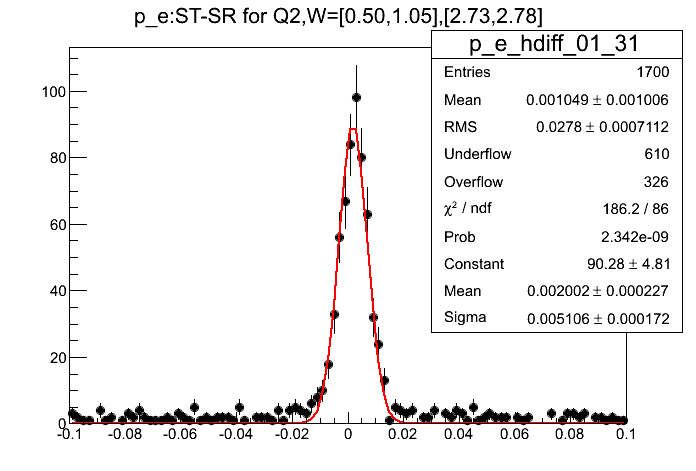 p_e:ST-SR for Q2,W=[0.50,1.05],[2.73,2.78]
p_e_hdiff_01_31
Entries 1700
Mean 0.001049 ± 0.001006
RMS 0.0278 ± 0.0007112
Underflow 610
Overflow 326
χ² / ndf 186.2 / 86
Prob 2.342e-09
Constant 90.28 ± 4.81
Mean 0.002002 ± 0.000227
Sigma 0.005106 ± 0.000172
100
80
60
40
20
0
-0.1 -0.08 -0.06 -0.04 -0.02 0 0.02 0.04 0.06 0.08 0.1